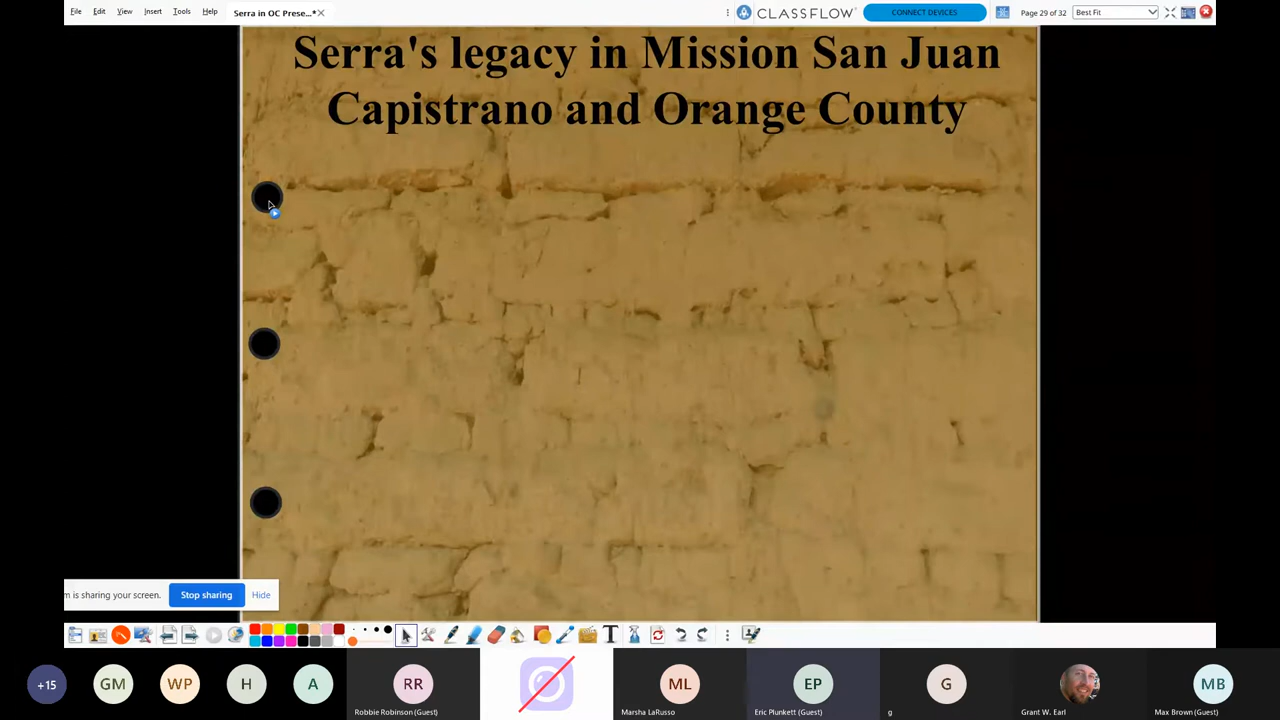 File Edit View Insert Tools Help Serra in OC Prese...* CLASSFLOW CONNECT DEVICES Page 29 of 32 Best Fit
Serra's legacy in Mission San Juan
Capistrano and Orange County
m is sharing your screen. Stop sharing Hide
T
+15 GM WP H A RR ML EP G MB
Robbie Robinson (Guest) Marsha LaRusso Eric Plunkett (Guest) g Grant W. Earl Max Brown (Guest)